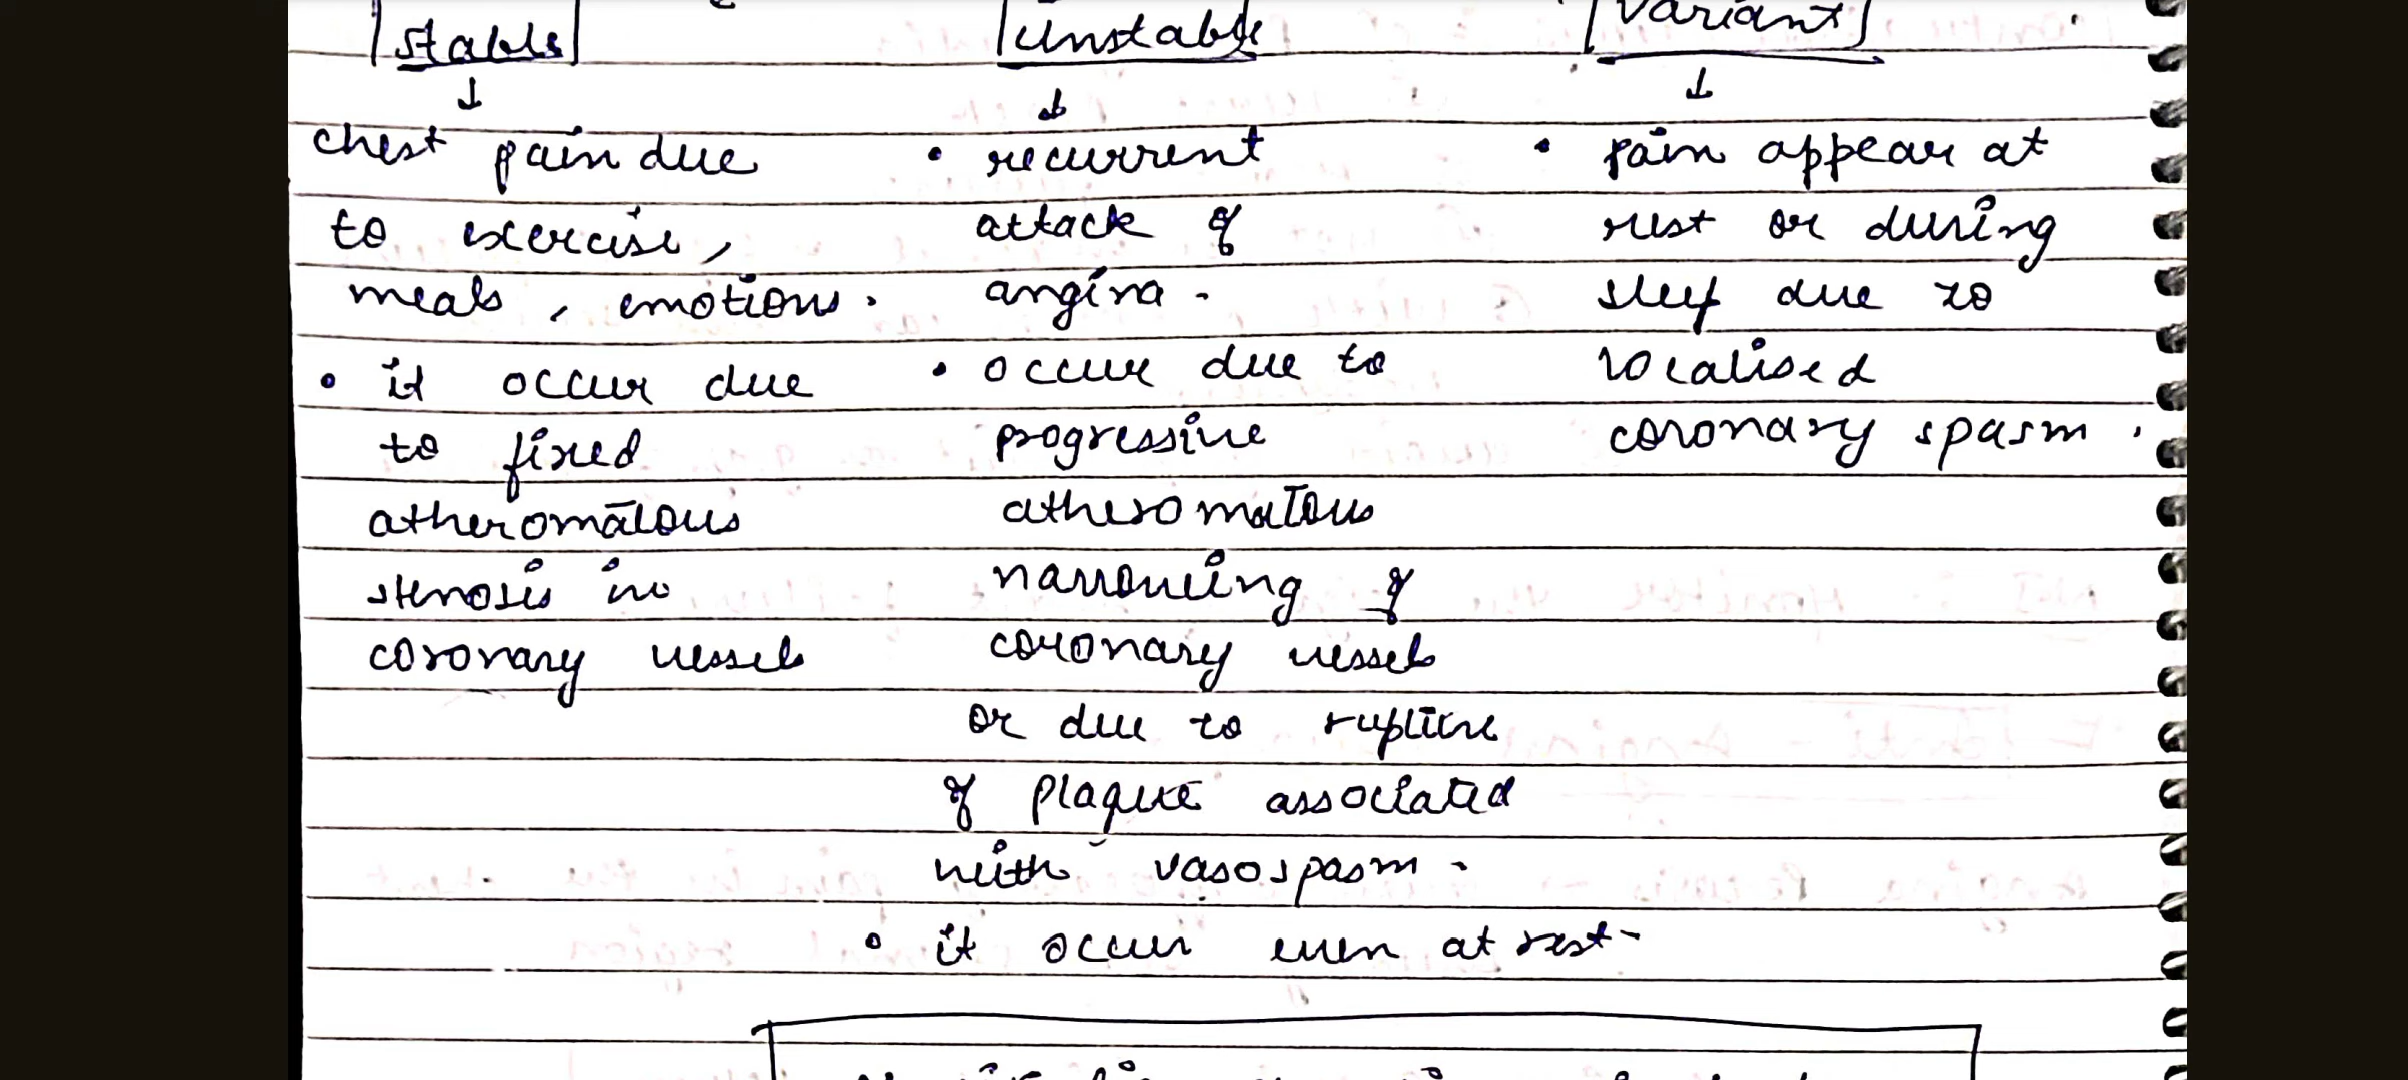 stable
unstable
variant
chest pain due
to exercise,
meals, emotions.
• it occur due
to fixed
atheromatous
stenosis in
coronary vessels
• recurrent
attack of
angina.
• occur due to
progressive
atheromatous
narrowing of
coronary vessels
or due to rupture
of plaque associated
with vasospasm.
• it occur even at rest-
• pain appear at
rest or during
sleep due to
localised
coronary spasm.